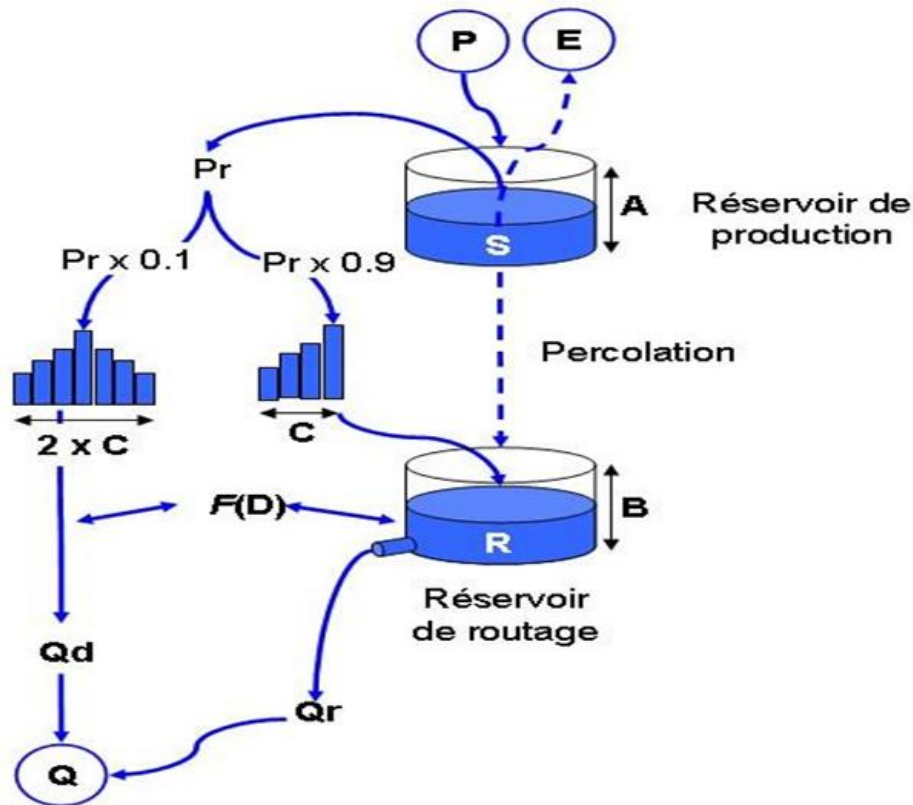 P
E
Pr
A
Réservoir de
production
S
Pr x 0.1
Pr x 0.9
Percolation
2 x C
C
F(D)
B
R
Réservoir
de routage
Qd
Qr
Q